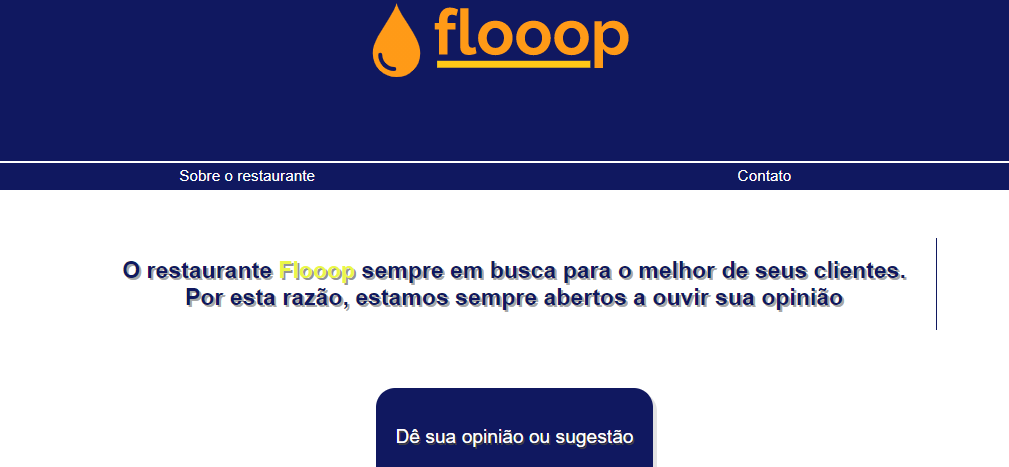 flooop
Sobre o restaurante
Contato
O restaurante Flooop sempre em busca para o melhor de seus clientes.
Por esta razão, estamos sempre abertos a ouvir sua opinião
Dê sua opinião ou sugestão